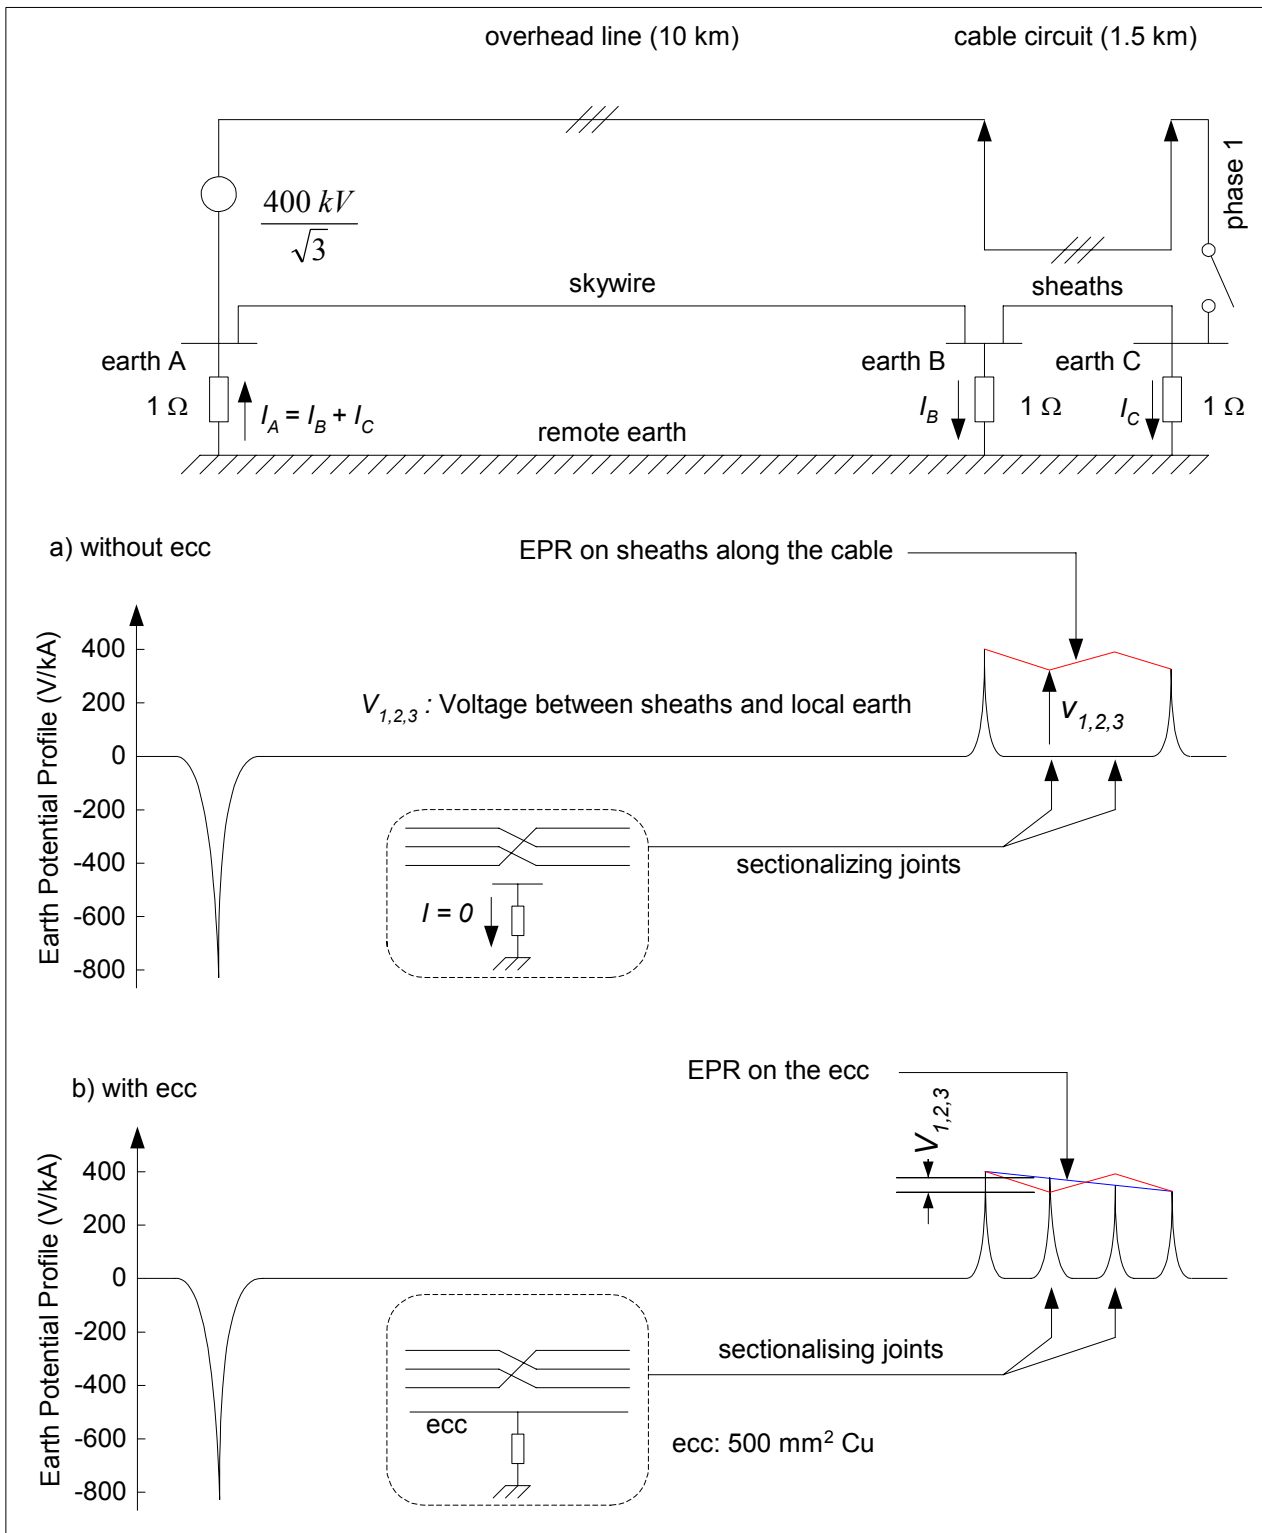 overhead line (10 km)
cable circuit (1.5 km)
phase 1
400 kV
√3
skywire
sheaths
earth A
earth B
earth C
1 Ω
I_A = I_B + I_C
I_B
1 Ω
I_C
1 Ω
remote earth
a) without ecc
EPR on sheaths along the cable
Earth Potential Profile (V/kA)
400
200
0
-200
-400
-600
-800
V_1,2,3 : Voltage between sheaths and local earth
v_1,2,3
sectionalizing joints
I = 0
b) with ecc
EPR on the ecc
V_1,2,3
Earth Potential Profile (V/kA)
400
200
0
-200
-400
-600
-800
sectionalising joints
ecc
ecc: 500 mm² Cu